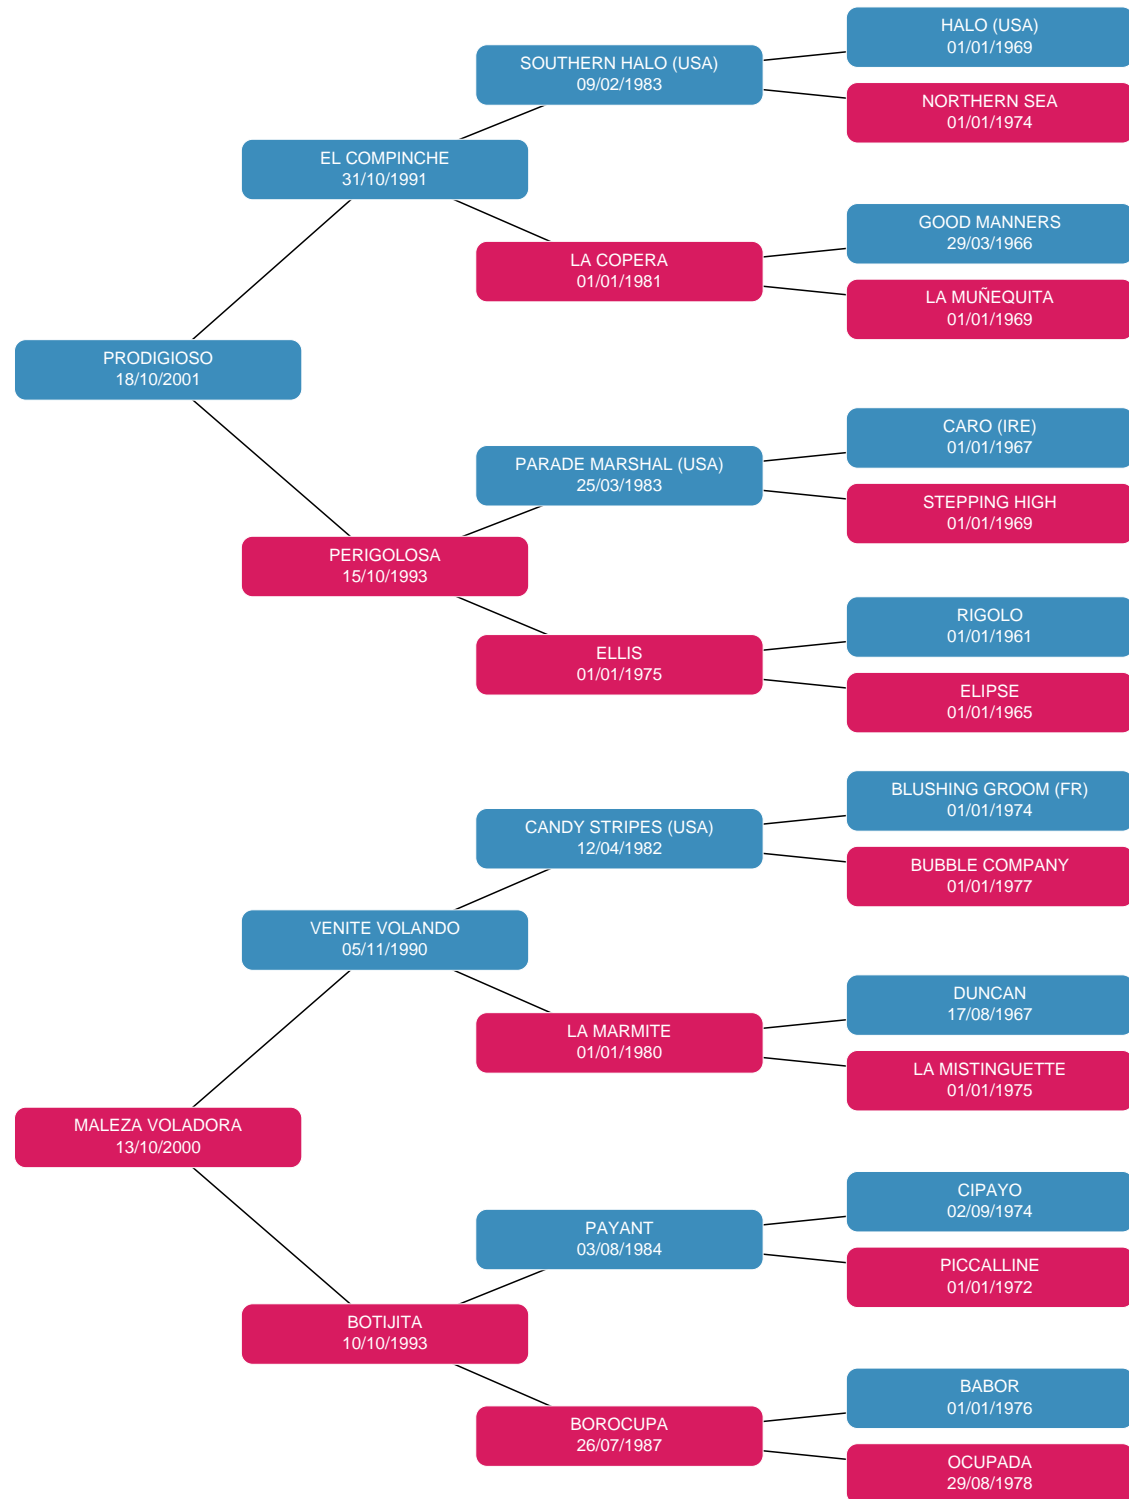 HALO (USA)
01/01/1969
SOUTHERN HALO (USA)
09/02/1983
NORTHERN SEA
01/01/1974
EL COMPINCHE
31/10/1991
GOOD MANNERS
29/03/1966
LA COPERA
01/01/1981
LA MUÑEQUITA
01/01/1969
PRODIGIOSO
18/10/2001
CARO (IRE)
01/01/1967
PARADE MARSHAL (USA)
25/03/1983
STEPPING HIGH
01/01/1969
PERIGOLOSA
15/10/1993
RIGOLO
01/01/1961
ELLIS
01/01/1975
ELIPSE
01/01/1965
BLUSHING GROOM (FR)
01/01/1974
CANDY STRIPES (USA)
12/04/1982
BUBBLE COMPANY
01/01/1977
VENITE VOLANDO
05/11/1990
DUNCAN
17/08/1967
LA MARMITE
01/01/1980
LA MISTINGUETTE
01/01/1975
MALEZA VOLADORA
13/10/2000
CIPAYO
02/09/1974
PAYANT
03/08/1984
PICCALLINE
01/01/1972
BOTIJITA
10/10/1993
BABOR
01/01/1976
BOROCUPA
26/07/1987
OCUPADA
29/08/1978